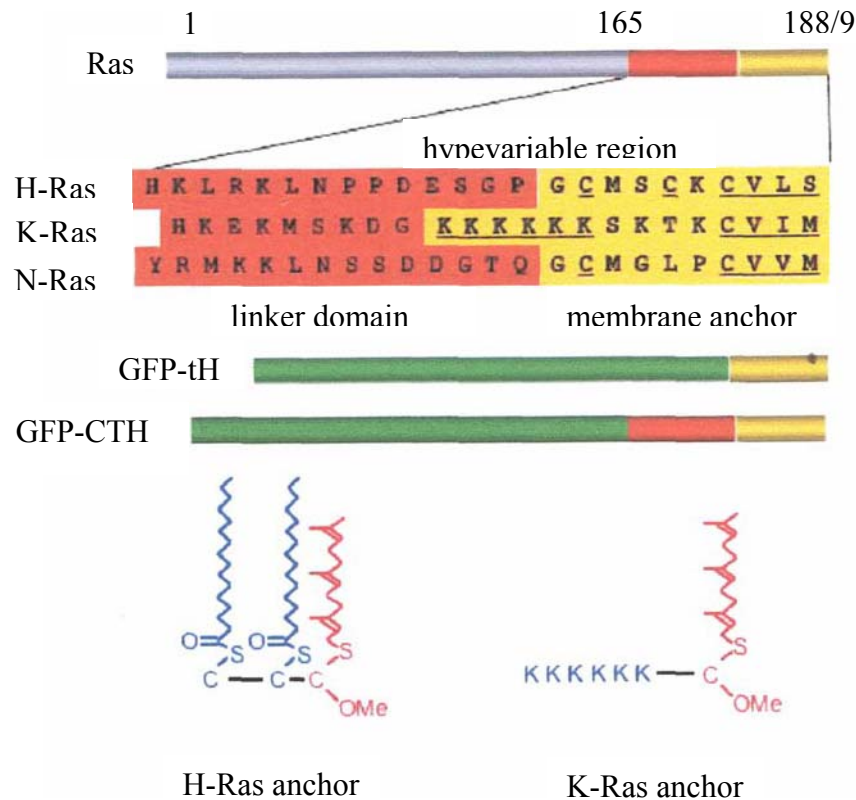 1 165 188/9
Ras
hypevariable region
H-Ras H K L R K L N P P D E S G P G C M S C K C V L S
K-Ras H K E K M S K D G K K K K K K S K T K C V I M
N-Ras Y R M K K L N S S D D G T Q G C M G L P C V V M
linker domain membrane anchor
GFP-tH
GFP-CTH
O S O S S
C C C
OMe
K K K K K K C
S
OMe
H-Ras anchor K-Ras anchor